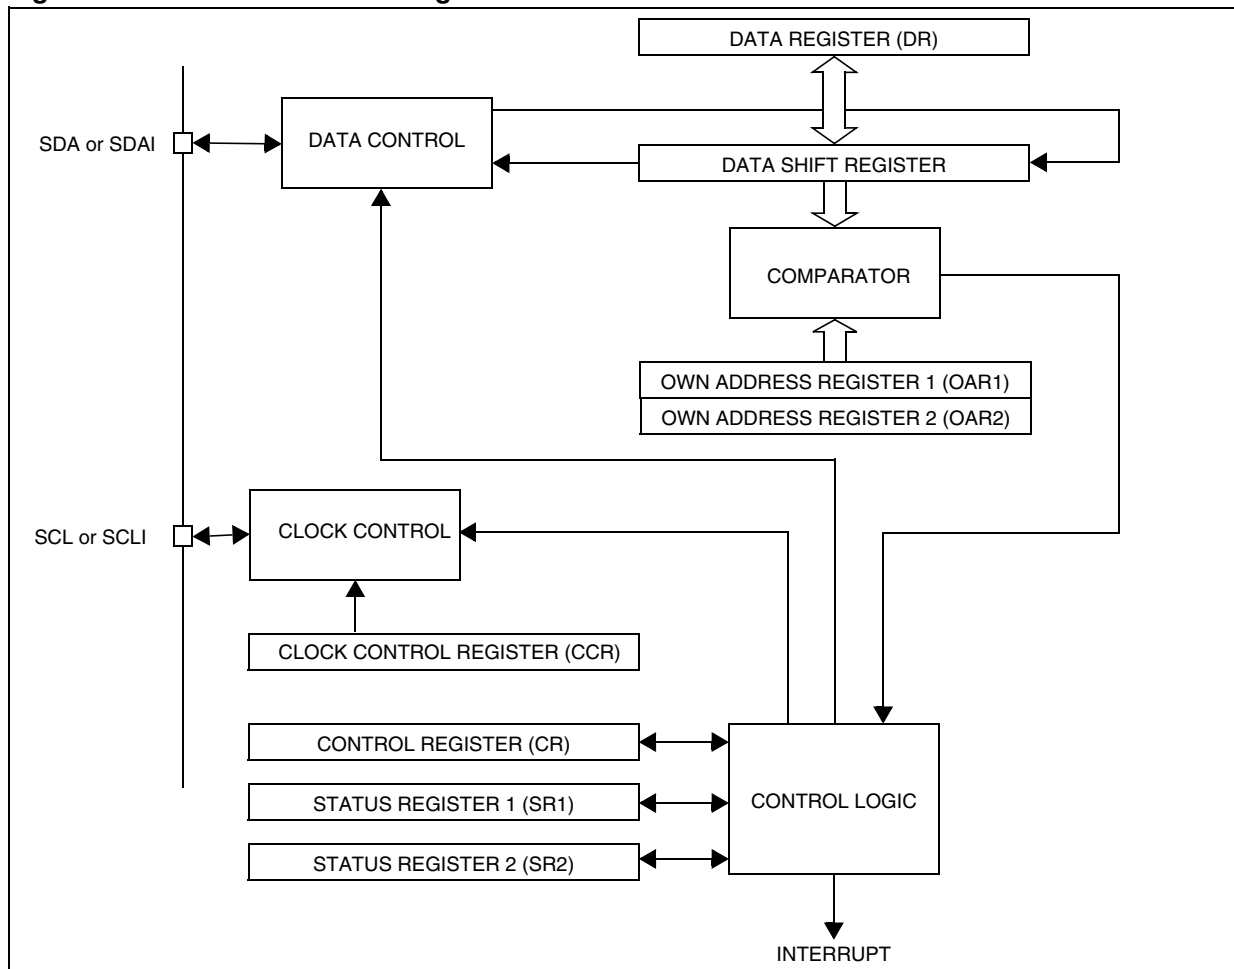 DATA REGISTER (DR)
DATA CONTROL
SDA or SDAI
DATA SHIFT REGISTER
COMPARATOR
OWN ADDRESS REGISTER 1 (OAR1)
OWN ADDRESS REGISTER 2 (OAR2)
CLOCK CONTROL
SCL or SCLI
CLOCK CONTROL REGISTER (CCR)
CONTROL REGISTER (CR)
STATUS REGISTER 1 (SR1)
CONTROL LOGIC
STATUS REGISTER 2 (SR2)
INTERRUPT